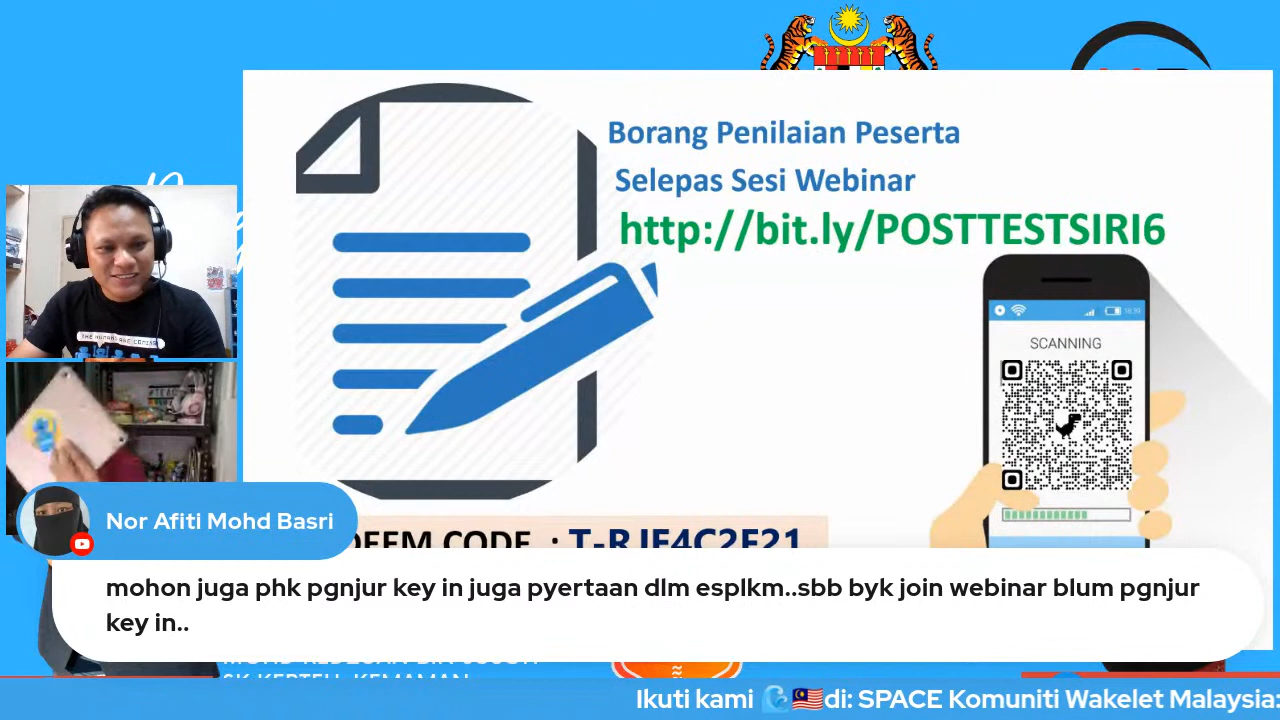 Borang Penilaian Peserta
Selepas Sesi Webinar
http://bit.ly/POSTTESTSIRI6
SCANNING
CODE :
Nor Afiti Mohd Basri
mohon juga phk pgnjur key in juga pyertaan dlm esplkm..sbb byk join webinar blum pgnjur
key in..
Ikuti kami 🌊🇲🇾di: SPACE Komuniti Wakelet Malaysia: